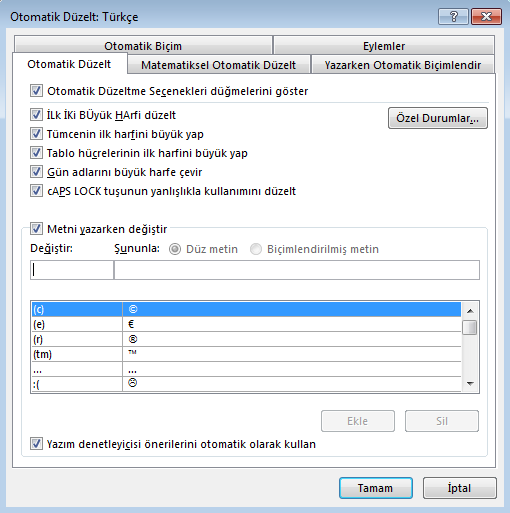 Otomatik Düzelt: Türkçe
Otomatik Biçim Eylemler
Otomatik Düzelt Matematiksel Otomatik Düzelt Yazarken Otomatik Biçimlendir
Otomatik Düzeltme Seçenekleri düğmelerini göster
İLk İKi BÜyük HArfi düzelt Özel Durumlar...
Tümcenin ilk harfini büyük yap
Tablo hücrelerinin ilk harfini büyük yap
Gün adlarını büyük harfe çevir
cAPS LOCK tuşunun yanlışlıkla kullanımını düzelt
Metni yazarken değiştir
Değiştir: Şununla: Düz metin Biçimlendirilmiş metin
(c) ©
(e) €
(r) ®
(tm) ™
... ...
:( ☹
Ekle Sil
Yazım denetleyicisi önerilerini otomatik olarak kullan
Tamam İptal